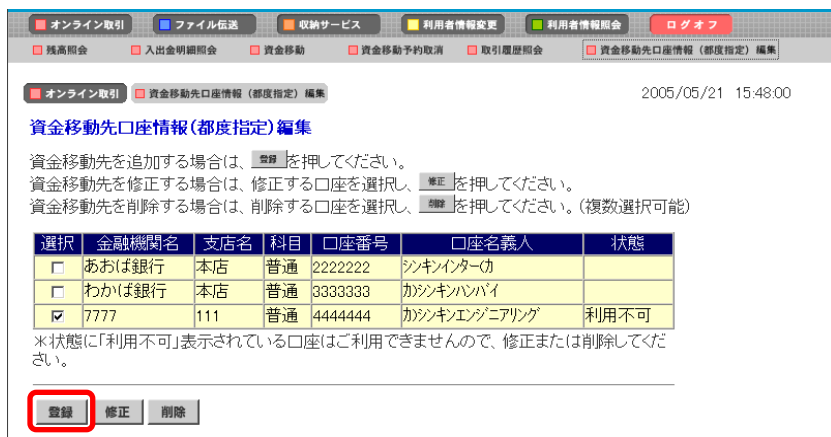 オンライン取引 ファイル伝送 収納サービス 利用者情報変更 利用者情報照会 ログオフ
残高照会 入出金明細照会 資金移動 資金移動予約取消 取引履歴照会 資金移動先口座情報（都度指定）編集
オンライン取引 資金移動先口座情報（都度指定）編集 2005/05/21 15:48:00
資金移動先口座情報(都度指定)編集
資金移動先を追加する場合は、 登録 を押してください。
資金移動先を修正する場合は、修正する口座を選択し、 修正 を押してください。
資金移動先を削除する場合は、削除する口座を選択し、 削除 を押してください。(複数選択可能)
選択 金融機関名 支店名 科目 口座番号 口座名義人 状態
あおば銀行 本店 普通 2222222 シンキンインター(カ
わかば銀行 本店 普通 3333333 カ)シンキンハンバイ
7777 111 普通 4444444 カ)シンキンエンジニアリング 利用不可
※状態に「利用不可」表示されている口座はご利用できませんので、修正または削除してくだ
さい。
登録 修正 削除